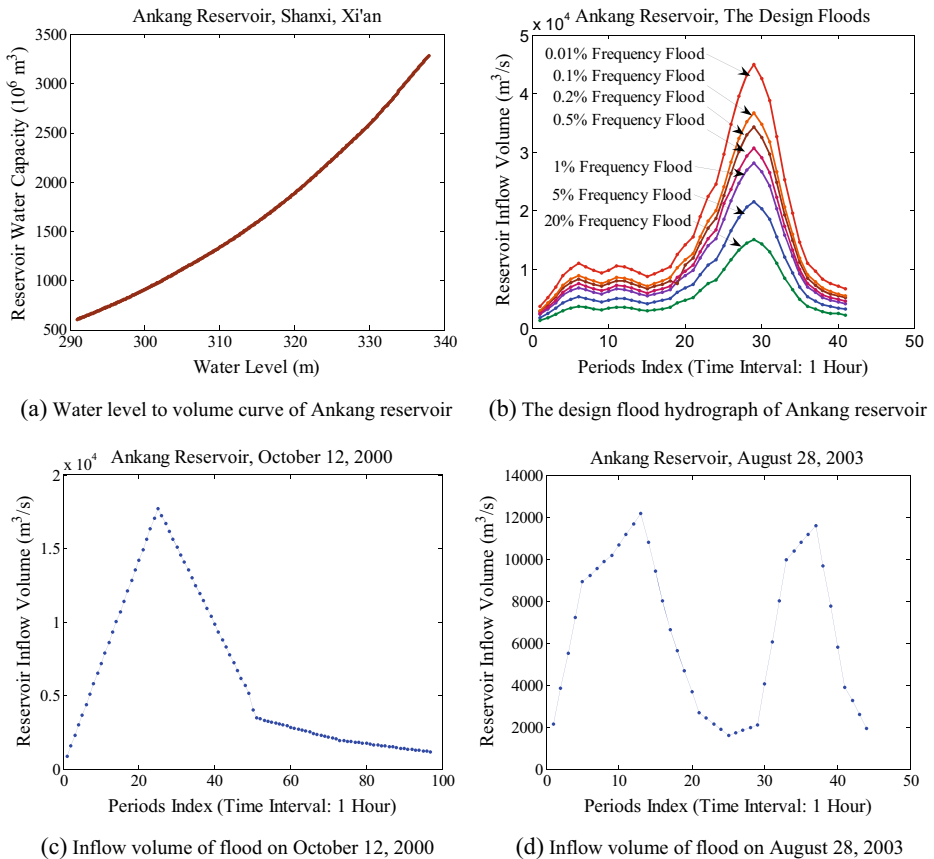 Ankang Reservoir, Shanxi, Xi'an
Reservoir Water Capacity (10^6 m^3)
3500
3000
2500
2000
1500
1000
500
290 300 310 320 330 340
Water Level (m)
(a) Water level to volume curve of Ankang reservoir
x 10^4
Ankang Reservoir, The Design Floods
Reservoir Inflow Volume (m^3/s)
5
4
3
2
1
0
0.01% Frequency Flood
0.1% Frequency Flood
0.2% Frequency Flood
0.5% Frequency Flood
1% Frequency Flood
5% Frequency Flood
20% Frequency Flood
0 10 20 30 40 50
Periods Index (Time Interval: 1 Hour)
(b) The design flood hydrograph of Ankang reservoir
x 10^4
Ankang Reservoir, October 12, 2000
Reservoir Inflow Volume (m^3/s)
2
1.5
1
0.5
0
0 20 40 60 80 100
Periods Index (Time Interval: 1 Hour)
(c) Inflow volume of flood on October 12, 2000
Ankang Reservoir, August 28, 2003
Reservoir Inflow Volume (m^3/s)
14000
12000
10000
8000
6000
4000
2000
0
0 10 20 30 40 50
Periods Index (Time Interval: 1 Hour)
(d) Inflow volume of flood on August 28, 2003